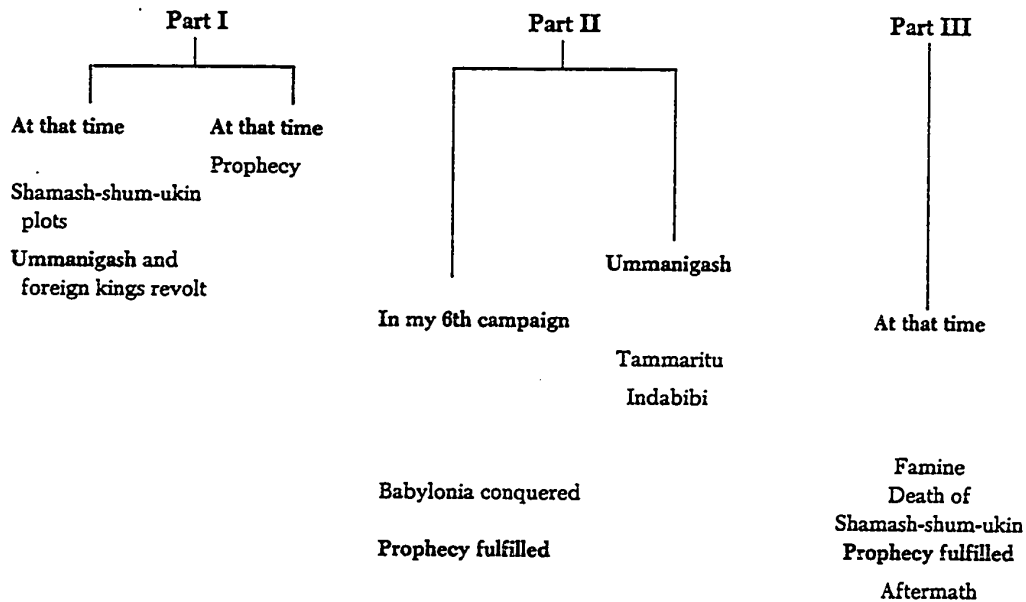 Part I
At that time
Shamash-shum-ukin
plots
Ummanigash and
foreign kings revolt
At that time
Prophecy
Part II
In my 6th campaign
Babylonia conquered
Prophecy fulfilled
Ummanigash
Tammaritu
Indabibi
Part III
At that time
Famine
Death of
Shamash-shum-ukin
Prophecy fulfilled
Aftermath